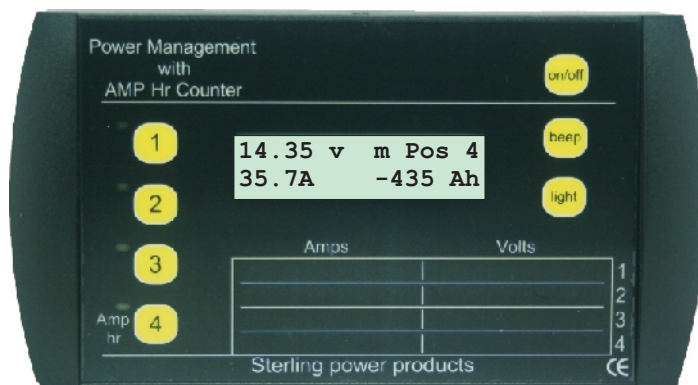 Power Management
with
AMP Hr Counter
on/off
1
beep
14.35 v m Pos 4
35.7A -435 Ah
2
light
3
Amps Volts
1
2
3
4
Amp
hr
4
Sterling power products CE